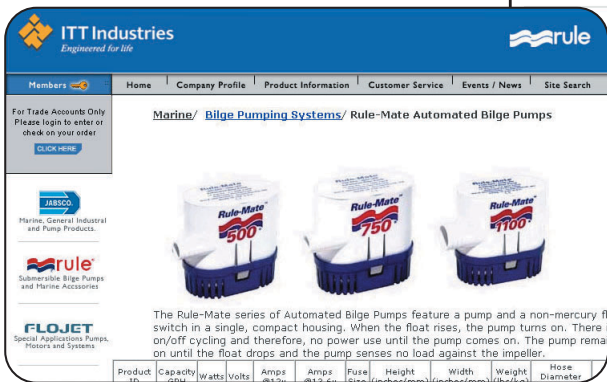 ITT Industries
Engineered for life
rule
Members
Home
Company Profile
Product Information
Customer Service
Events / News
Site Search
For Trade Accounts Only
Please login to enter or
check on your order
CLICK HERE
Marine/ Bilge Pumping Systems/ Rule-Mate Automated Bilge Pumps
JABSCO.
Marine, General Industral
and Pump Products.
rule
Submersible Bilge Pumps
and Marine Accssories
FLOJET
Special Applications Pumps,
Motors and Systems
Rule-Mate
500
Rule-Mate
750
Rule-Mate
1100
The Rule-Mate series of Automated Bilge Pumps feature a pump and a non-mercury fl
switch in a single, compact housing. When the float rises, the pump turns on. There i
on/off cycling and therefore, no power use until the pump comes on. The pump remai
on until the float drops and the pump senses no load against the impeller.
Product Capacity Watts Volts Amps Amps Fuse Height Width Weight Hose
Diameter